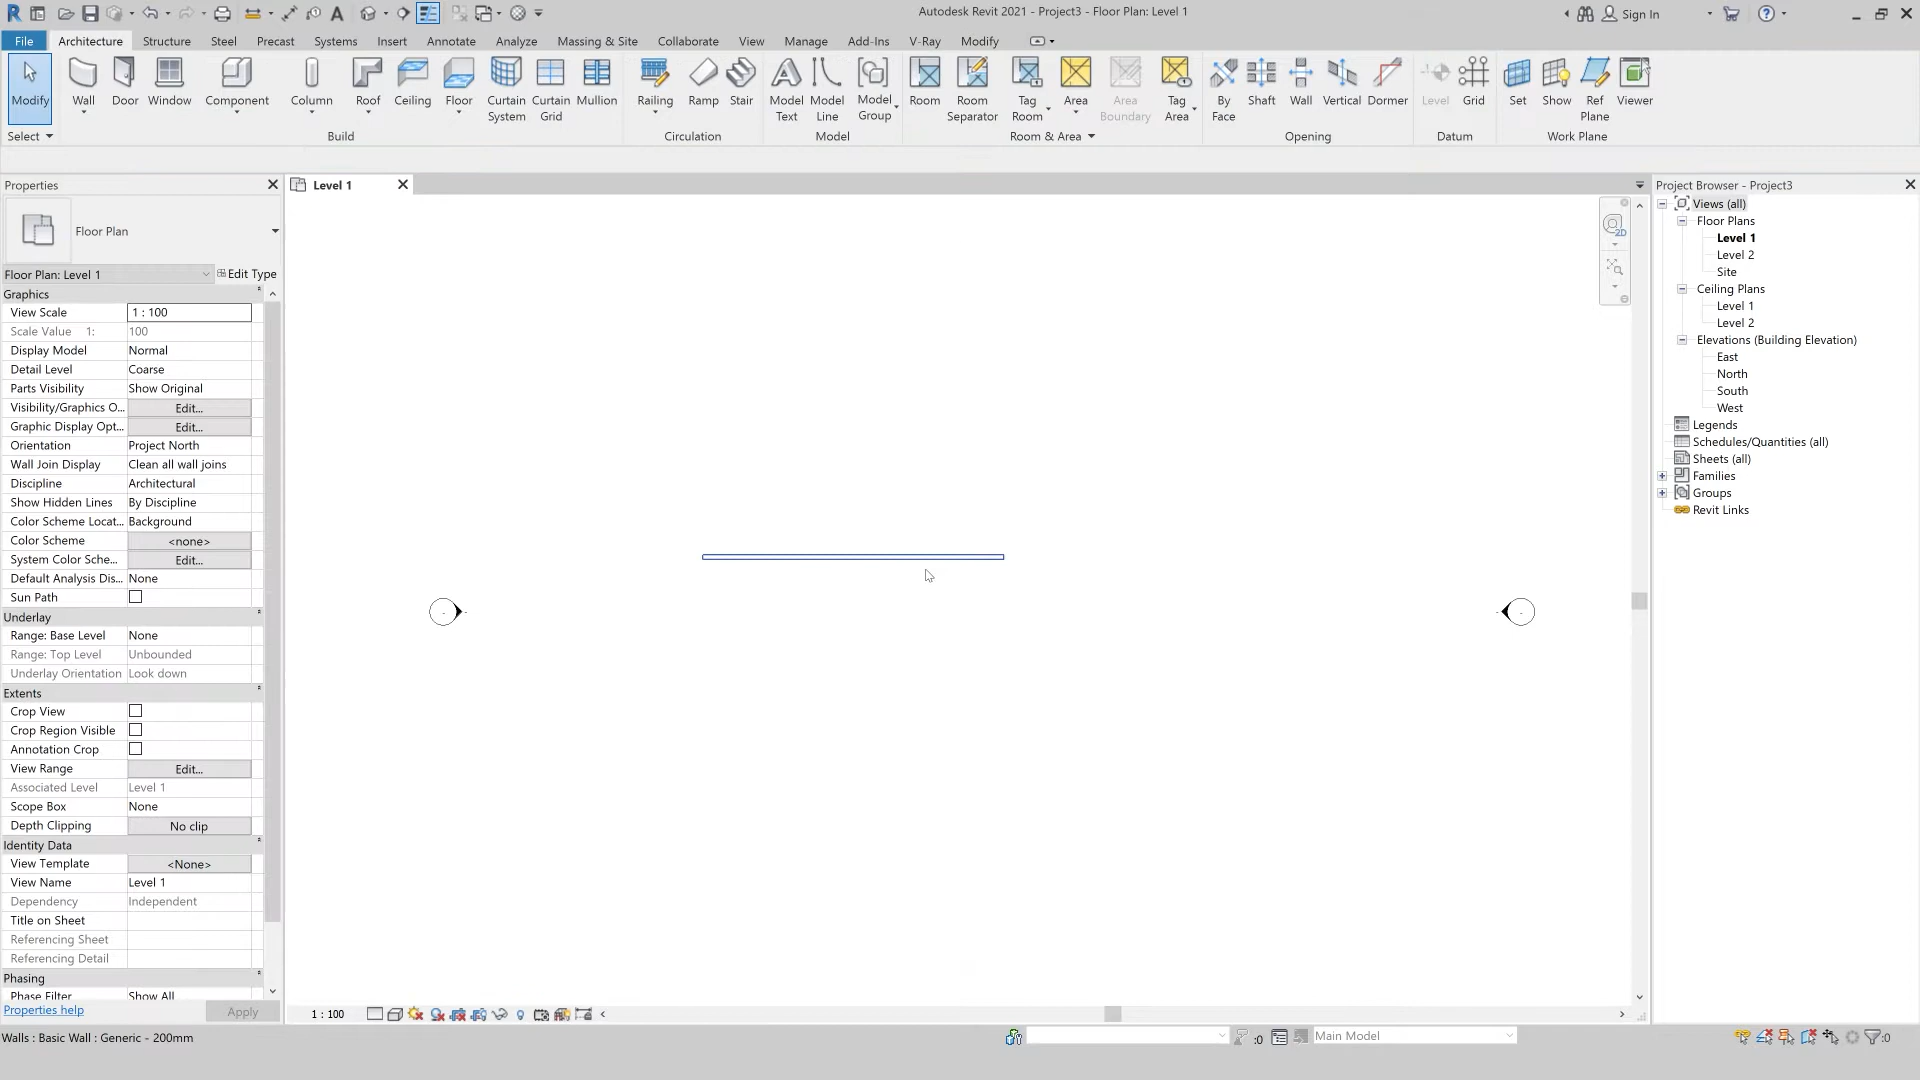 Autodesk Revit 2021 - Project3 - Floor Plan: Level 1
Sign In
File Architecture Structure Steel Precast Systems Insert Annotate Analyze Massing & Site Collaborate View Manage Add-Ins V-Ray Modify
Modify Wall Door Window Component Column Roof Ceiling Floor Curtain System Curtain Grid Mullion Railing Ramp Stair Model Text Model Line Model Group Room Room Separator Tag Room Area Area Boundary Tag Area By Face Shaft Wall Vertical Dormer Level Grid Set Show Ref Plane Viewer
Select Build Circulation Model Room & Area Opening Datum Work Plane
Properties
Floor Plan
Floor Plan: Level 1 Edit Type
Graphics
View Scale 1 : 100
Scale Value 1: 100
Display Model Normal
Detail Level Coarse
Parts Visibility Show Original
Visibility/Graphics O... Edit...
Graphic Display Opt... Edit...
Orientation Project North
Wall Join Display Clean all wall joins
Discipline Architectural
Show Hidden Lines By Discipline
Color Scheme Locat... Background
Color Scheme <none>
System Color Sche... Edit...
Default Analysis Dis... None
Sun Path
Underlay
Range: Base Level None
Range: Top Level Unbounded
Underlay Orientation Look down
Extents
Crop View
Crop Region Visible
Annotation Crop
View Range Edit...
Associated Level Level 1
Scope Box None
Depth Clipping No clip
Identity Data
View Template <None>
View Name Level 1
Dependency Independent
Title on Sheet
Referencing Sheet
Referencing Detail
Phasing
Phase Filter Show All
Properties help Apply
Level 1
2D
1 : 100
Project Browser - Project3
Views (all)
Floor Plans
Level 1
Level 2
Site
Ceiling Plans
Level 1
Level 2
Elevations (Building Elevation)
East
North
South
West
Legends
Schedules/Quantities (all)
Sheets (all)
Families
Groups
Revit Links
Walls : Basic Wall : Generic - 200mm
:0
Main Model
:0